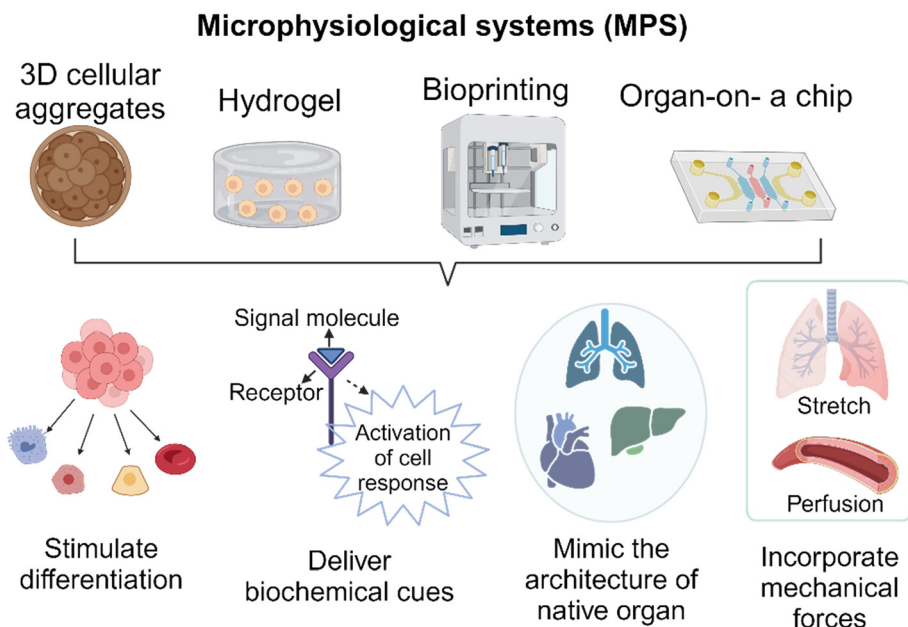 Microphysiological systems (MPS)
3D cellular
aggregates
Hydrogel
Bioprinting
Organ-on- a chip
Signal molecule
Receptor
Activation
of cell
response
Stretch
Perfusion
Stimulate
differentiation
Deliver
biochemical cues
Mimic the
architecture of
native organ
Incorporate
mechanical
forces